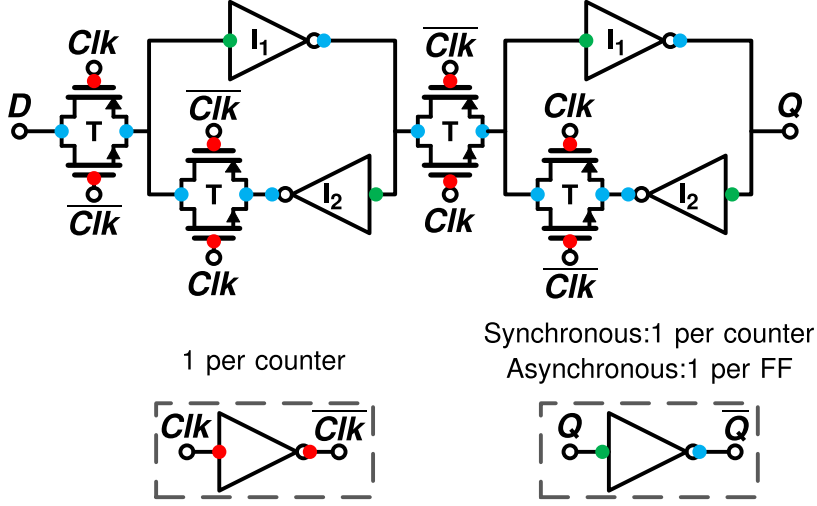 Clk
I1
Clk
I1
D
T
Clk
T
Clk
Q
Clk
T
I2
Clk
T
I2
Clk
Clk
Synchronous:1 per counter
1 per counter
Asynchronous:1 per FF
Clk
Clk
Q
Q